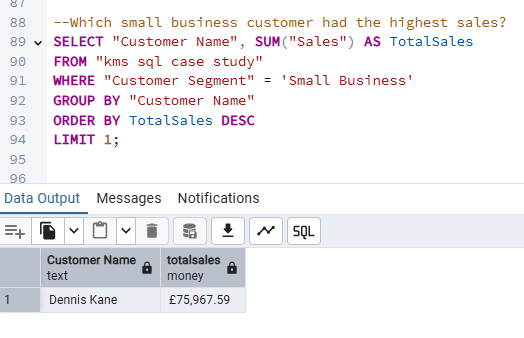 87
88 --Which small business customer had the highest sales?
89 SELECT "Customer Name", SUM("Sales") AS TotalSales
90 FROM "kms sql case study"
91 WHERE "Customer Segment" = 'Small Business'
92 GROUP BY "Customer Name"
93 ORDER BY TotalSales DESC
94 LIMIT 1;
95
96
Data Output Messages Notifications
SQL
Customer Name totalsales
text money
1 Dennis Kane £75,967.59